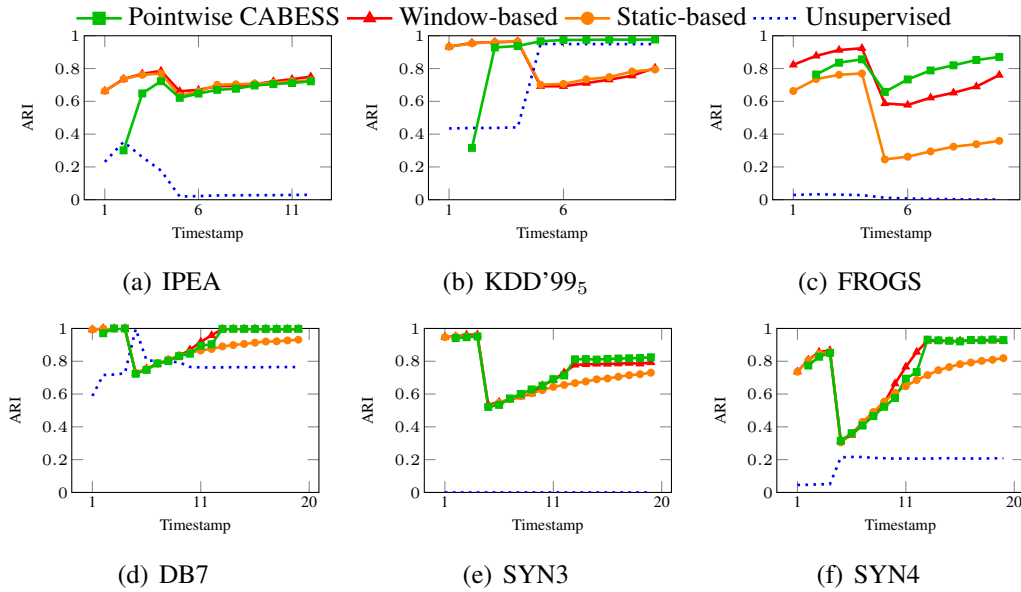 Pointwise CABESS Window-based Static-based Unsupervised
1
0.8
0.6
0.4
0.2
0
ARI
1 6 11
Timestamp
(a) IPEA
1
0.8
0.6
0.4
0.2
0
ARI
1 6
Timestamp
(b) KDD'99₅
1
0.8
0.6
0.4
0.2
0
ARI
1 6
Timestamp
(c) FROGS
1
0.8
0.6
0.4
0.2
0
ARI
1 11 20
Timestamp
(d) DB7
1
0.8
0.6
0.4
0.2
0
ARI
1 11 20
Timestamp
(e) SYN3
1
0.8
0.6
0.4
0.2
0
ARI
1 11 20
Timestamp
(f) SYN4